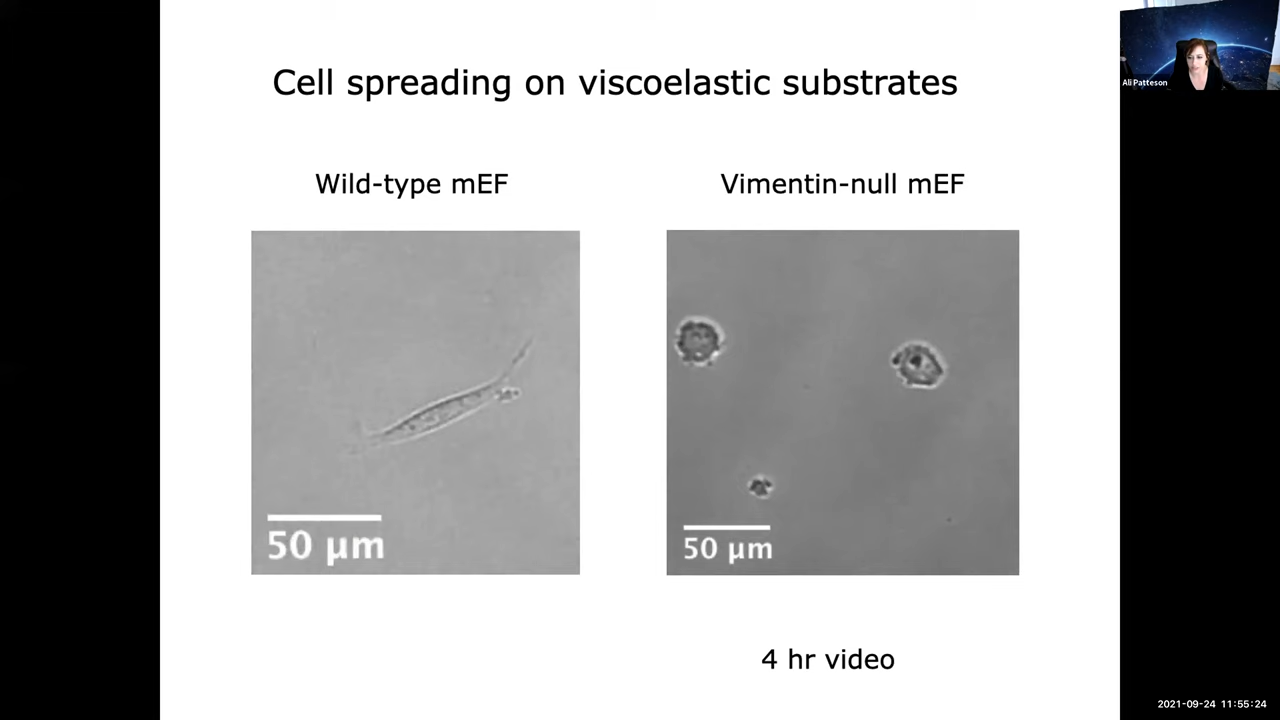 Cell spreading on viscoelastic substrates
Wild-type mEF
Vimentin-null mEF
50 μm
50 μm
4 hr video
Ali Patteson
2021-09-24 11:55:24